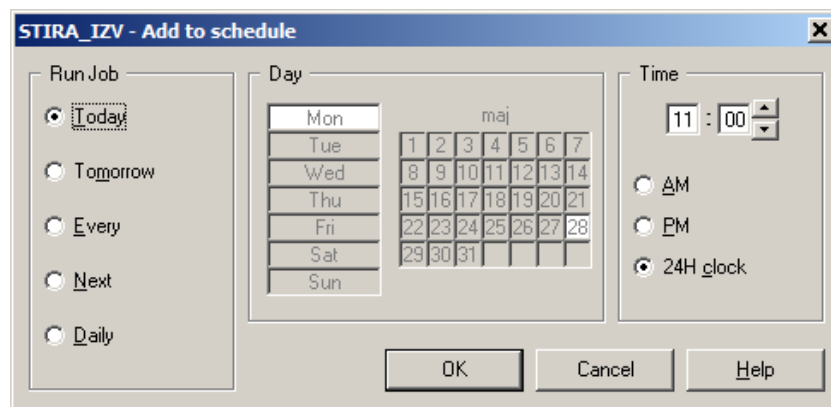 STIRA_IZV - Add to schedule
Run Job
Today
Tomorrow
Every
Next
Daily
Day
Mon
Tue
Wed
Thu
Fri
Sat
Sun
maj
1 2 3 4 5 6 7
8 9 10 11 12 13 14
15 16 17 18 19 20 21
22 23 24 25 26 27 28
29 30 31
Time
11 : 00
AM
PM
24H clock
OK Cancel Help